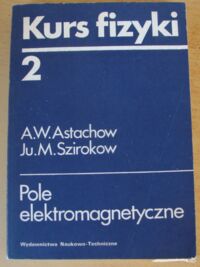 Kurs fizyki
2
A.W. Astachow
Ju. M. Szirokow
Pole
elektromagnetyczne
Wydawnictwa Naukowo-Techniczne